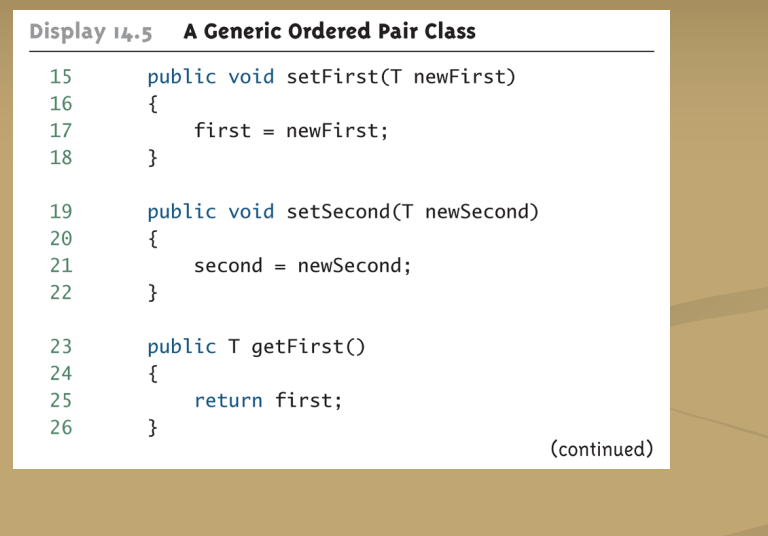 Display 14.5 A Generic Ordered Pair Class
15 public void setFirst(T newFirst)
16 {
17 first = newFirst;
18 }
19 public void setSecond(T newSecond)
20 {
21 second = newSecond;
22 }
23 public T getFirst()
24 {
25 return first;
26 }
(continued)